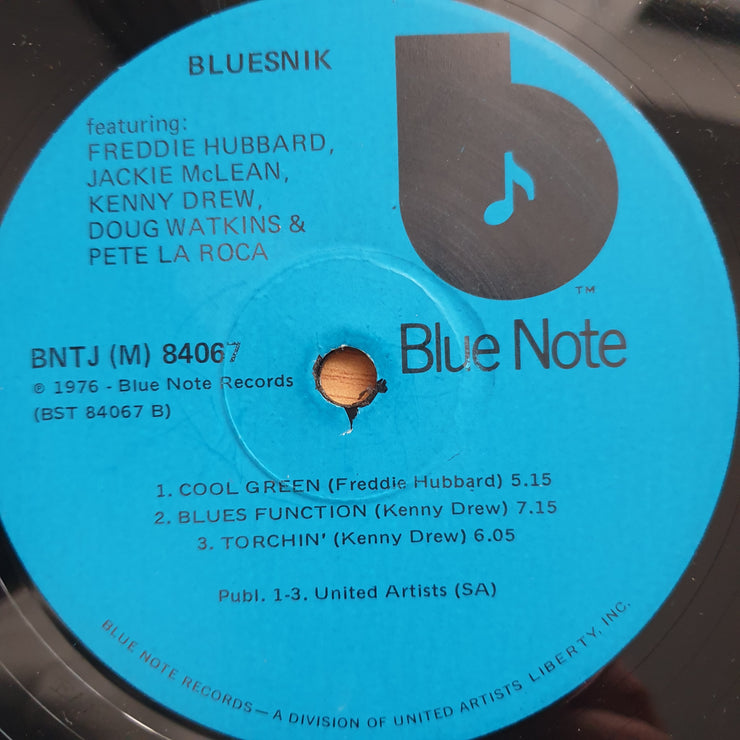 BLUESNIK
featuring:
FREDDIE HUBBARD,
JACKIE McLEAN,
KENNY DREW,
DOUG WATKINS &
PETE LA ROCA
TM
Blue Note
BNTJ (M) 84067
℗ 1976 - Blue Note Records
(BST 84067 B)
1. COOL GREEN (Freddie Hubbard) 5.15
2. BLUES FUNCTION (Kenny Drew) 7.15
3. TORCHIN' (Kenny Drew) 6.05
Publ. 1-3. United Artists (SA)
BLUE NOTE RECORDS—A DIVISION OF UNITED ARTISTS LIBERTY, INC.